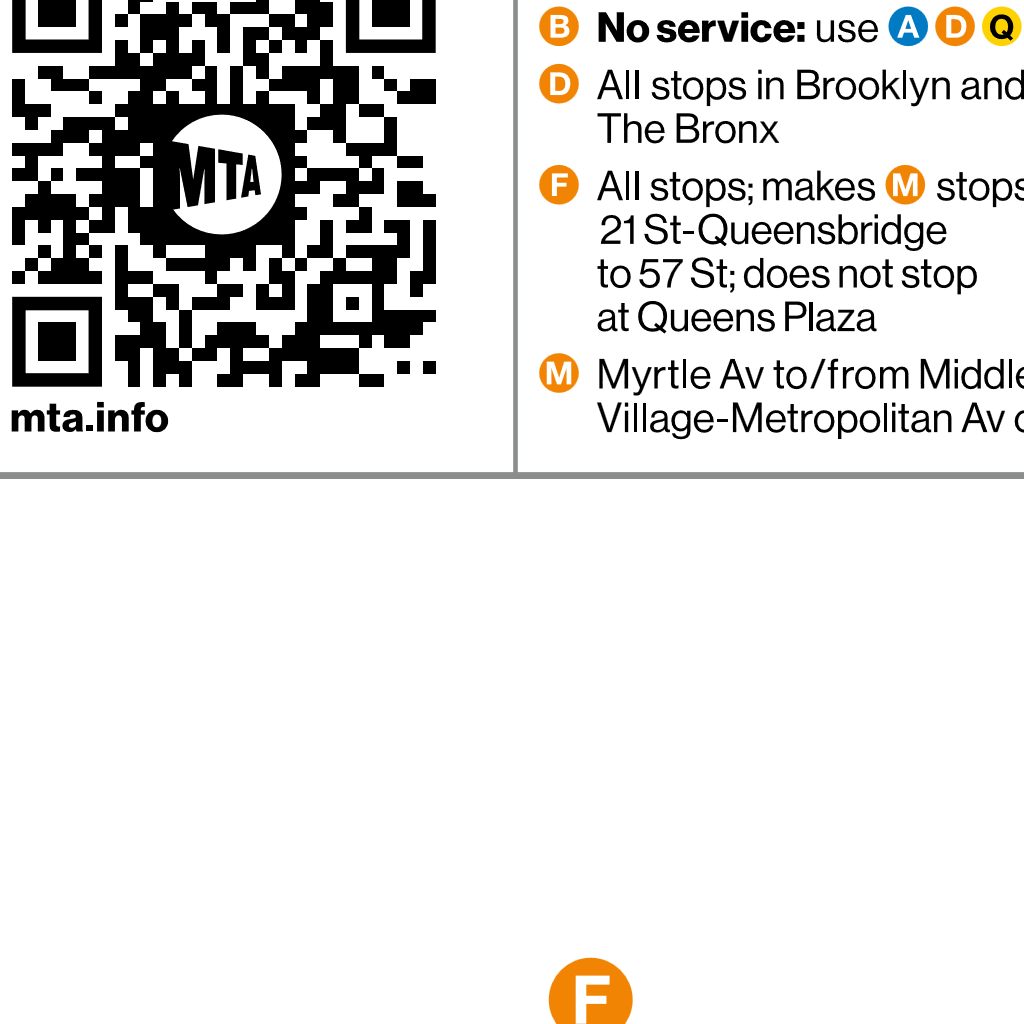 MTA
mta.info
B No service: use A D Q
D All stops in Brooklyn and
The Bronx
F All stops; makes M stops
21 St-Queensbridge
to 57 St; does not stop
at Queens Plaza
M Myrtle Av to/from Middle
Village-Metropolitan Av
F